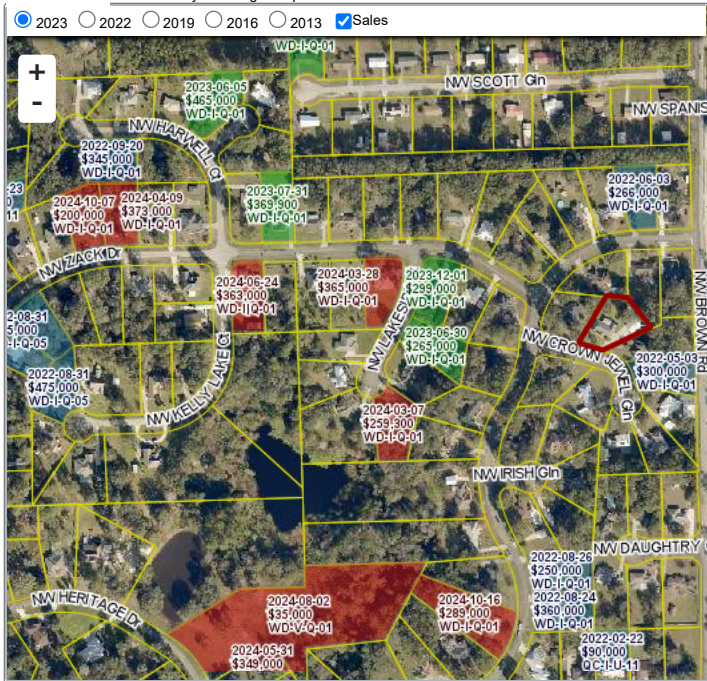 2023 2022 2019 2016 2013 Sales
+
-
WD-I-Q-01
2023-06-05
$465,000
WD-I-Q-01
NW SCOTT Gln
NW SPANIS
NW HARWELL Ct
2022-09-20
$345,000
WD-I-Q-01
-23
0
11
2024-10-07
$200,000
WD-I-Q-01
2024-04-09
$373,000
WD-I-Q-01
2023-07-31
$369,900
WD-I-Q-01
2022-06-03
$266,000
WD-I-Q-01
NW ZACK Dr
2024-06-24
$363,000
WD-I|Q-01
2024-03-28
$365,000
WD-I-Q-01
NW LAKESI
2023-12-01
$299,000
WD-I-Q-01
NW BROWN Rd
2-08-31
5,000
-I-Q-05
2023-06-30
$265,000
WD-I-Q-01
NW CROWN JEWEL Gln
2022-05-03
$300,000
WD-I-Q-01
2022-08-31
$475,000
WD-I-Q-05
NW KELLY LAKE Ct
2024-03-07
$259,300
WD-I-Q-01
NW IRISH Gln
NW DAUGHTRY
2022-08-26
$250,000
WD-I-Q-01
2022-08-24
$360,000
WD-I-Q-01
NW HERITAGE Dr
2024-08-02
$35,000
WD-V-Q-01
2024-10-16
$289,000
WD-I-Q-01
2024-05-31
$349,000
2022-02-22
$90,000
QC-I-U-11